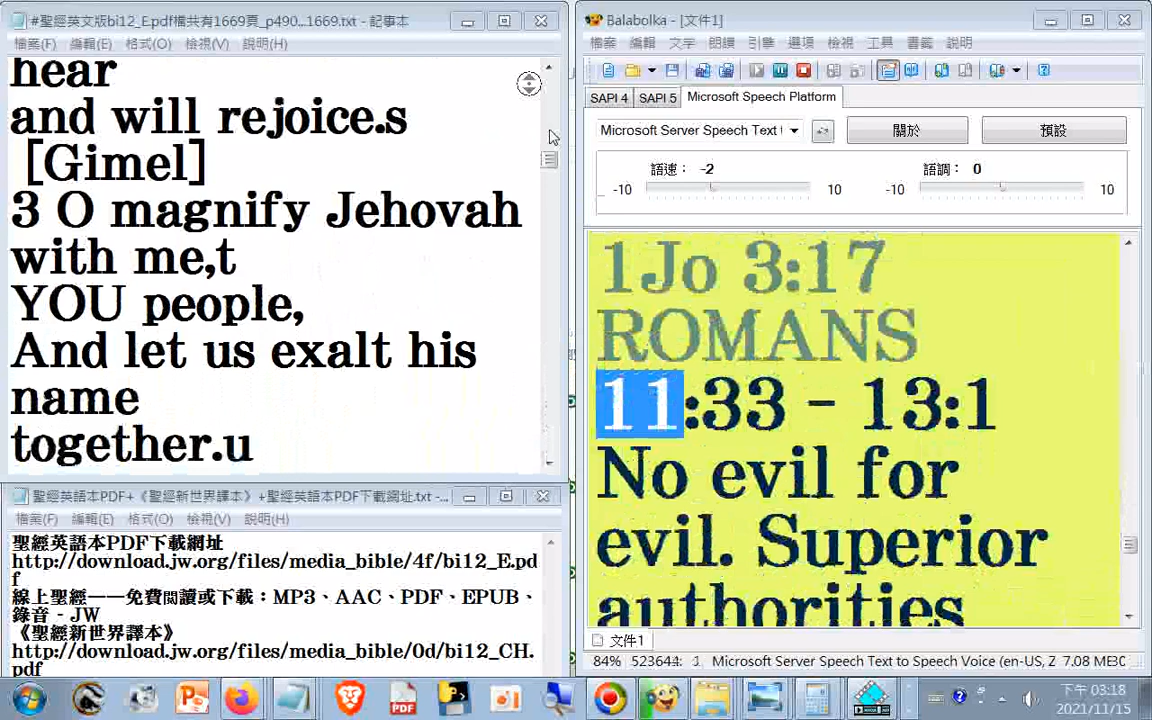 #聖經英文版bi12_E.pdf檔共有1669頁_p490...1669.txt - 記事本
檔案(F) 編輯(E) 格式(O) 檢視(V) 說明(H)
hear
and will rejoice.s
[Gimel]
3 O magnify Jehovah
with me,t
YOU people,
And let us exalt his
name
together.u
聖經英語本PDF+《聖經新世界譯本》+聖經英語本PDF下載網址.txt - ...
檔案(F) 編輯(E) 格式(O) 檢視(V) 說明(H)
聖經英語本PDF下載網址
http://download.jw.org/files/media_bible/4f/bi12_E.pd
f
線上聖經——免費閱讀或下載：MP3、AAC、PDF、EPUB、
錄音 - JW
《聖經新世界譯本》
http://download.jw.org/files/media_bible/0d/bi12_CH.
pdf
Balabolka - [文件1]
檔案 編輯 文字 朗讀 引擎 選項 檢視 工具 書籤 說明
SAPI 4 SAPI 5 Microsoft Speech Platform
Microsoft Server Speech Text 關於 預設
語速： -2 語調： 0
-10 10 -10 10
1Jo 3:17
ROMANS
11:33 – 13:1
No evil for
evil. Superior
authorities
文件1
84% 523644: 1 Microsoft Server Speech Text to Speech Voice (en-US, Z 7.08 MB
PDF
下午 03:18
2021/11/15